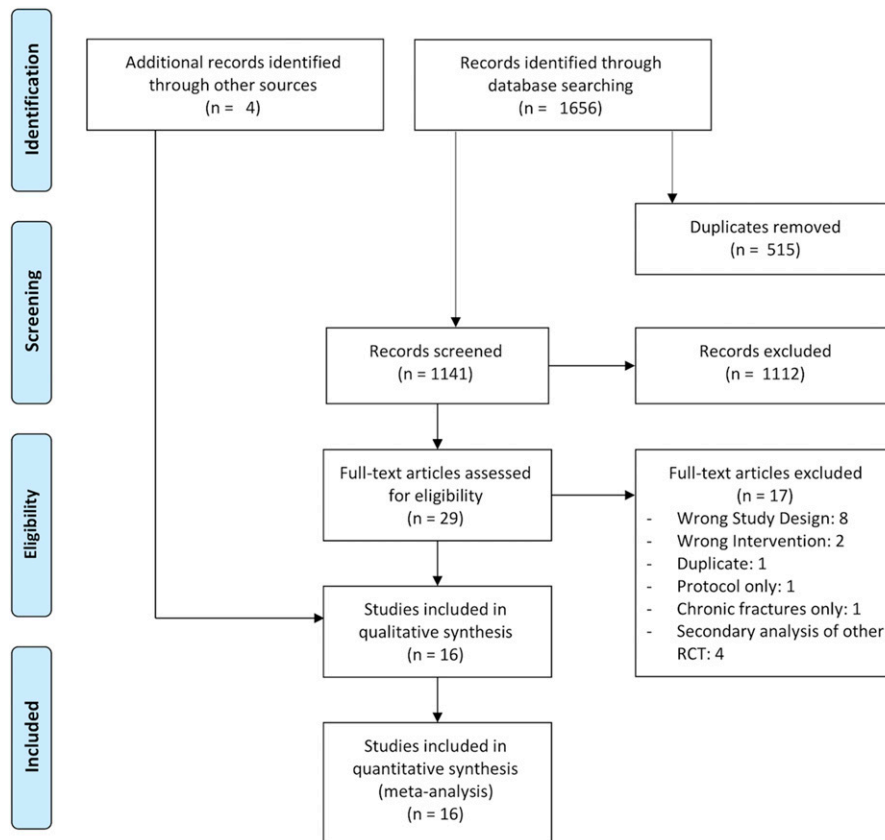 Identification
Additional records identified
through other sources
(n = 4)
Records identified through
database searching
(n = 1656)
Duplicates removed
(n = 515)
Screening
Records screened
(n = 1141)
Records excluded
(n = 1112)
Eligibility
Full-text articles assessed
for eligibility
(n = 29)
Full-text articles excluded
(n = 17)
- Wrong Study Design: 8
- Wrong Intervention: 2
- Duplicate: 1
- Protocol only: 1
- Chronic fractures only: 1
- Secondary analysis of other
RCT: 4
Studies included in
qualitative synthesis
(n = 16)
Included
Studies included in
quantitative synthesis
(meta-analysis)
(n = 16)